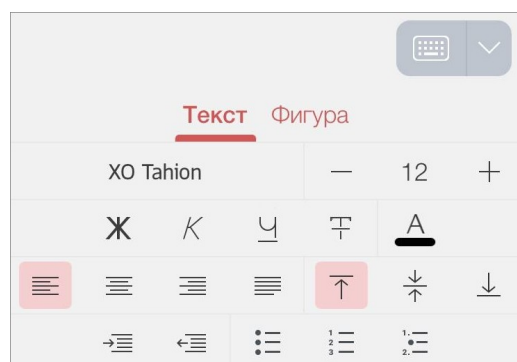 Текст Фигура
XO Tahion — 12 +
Ж К Ч Т А